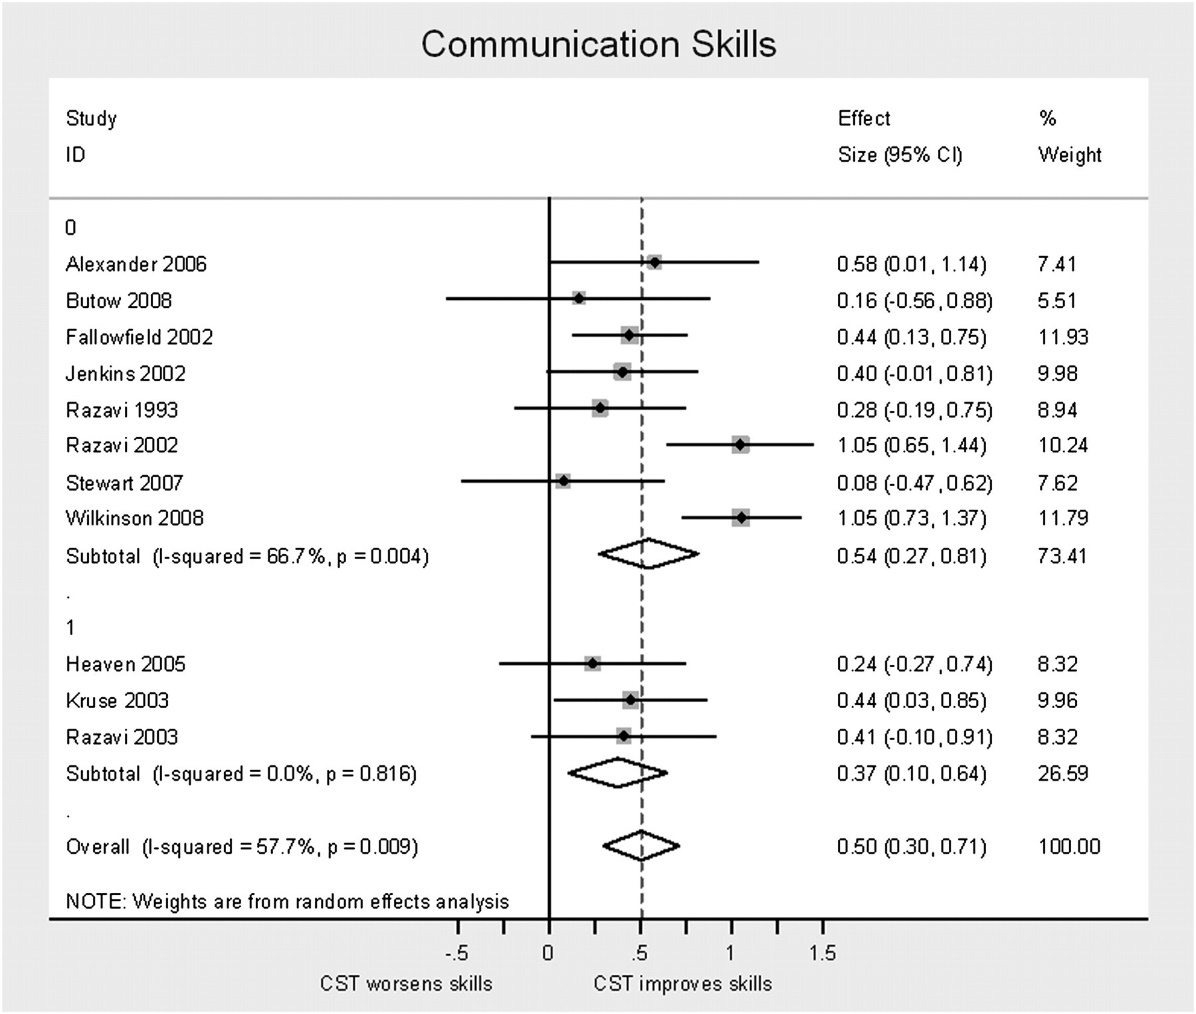 Communication Skills
Study Effect %
ID Size (95% CI) Weight
0
Alexander 2006 0.58 (0.01, 1.14) 7.41
Butow 2008 0.16 (-0.56, 0.88) 5.51
Fallowfield 2002 0.44 (0.13, 0.75) 11.93
Jenkins 2002 0.40 (-0.01, 0.81) 9.98
Razavi 1993 0.28 (-0.19, 0.75) 8.94
Razavi 2002 1.05 (0.65, 1.44) 10.24
Stewart 2007 0.08 (-0.47, 0.62) 7.62
Wilkinson 2008 1.05 (0.73, 1.37) 11.79
Subtotal (I-squared = 66.7%, p = 0.004) 0.54 (0.27, 0.81) 73.41
.
1
Heaven 2005 0.24 (-0.27, 0.74) 8.32
Kruse 2003 0.44 (0.03, 0.85) 9.96
Razavi 2003 0.41 (-0.10, 0.91) 8.32
Subtotal (I-squared = 0.0%, p = 0.816) 0.37 (0.10, 0.64) 26.59
.
Overall (I-squared = 57.7%, p = 0.009) 0.50 (0.30, 0.71) 100.00
NOTE: Weights are from random effects analysis
-.5 0 .5 1 1.5
CST worsens skills CST improves skills